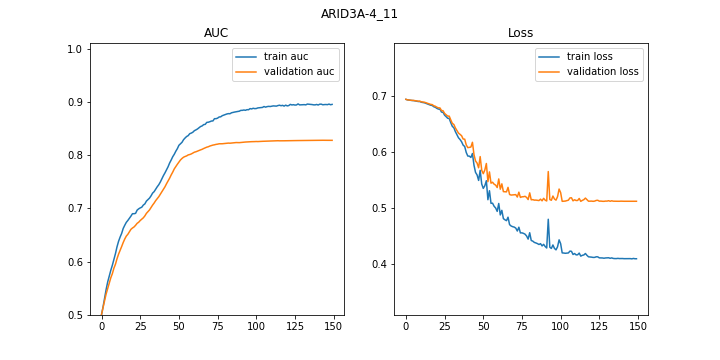 ARID3A-4_11
AUC
train auc
validation auc
1.0
0.9
0.8
0.7
0.6
0.5
0 25 50 75 100 125 150
Loss
train loss
validation loss
0.7
0.6
0.5
0.4
0 25 50 75 100 125 150